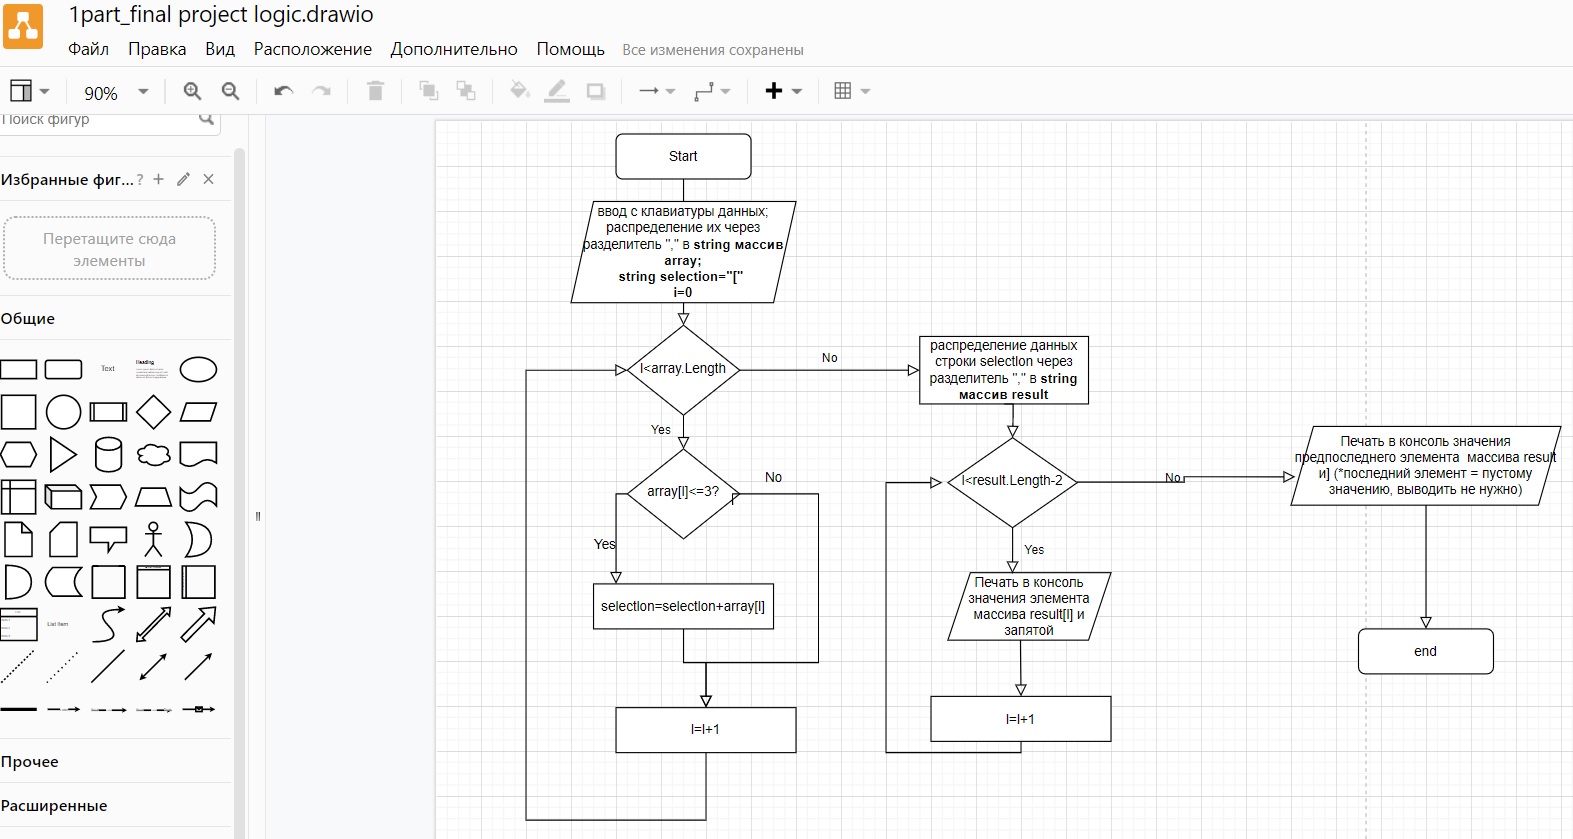 1part_final project logic.drawio
Файл Правка Вид Расположение Дополнительно Помощь Все изменения сохранены
90%
Поиск фигур
Избранные фиг... ?
Перетащите сюда
элементы
Общие
Text
Heading
List Item
Прочее
Расширенные
Start
ввод с клавиатуры данных;
распределение их через
разделитель "," в string массив
array;
string selection="["
i=0
I<array.Length
No
Yes
array[I]<=3?
No
Yes
selection=selection+array[I]
I=I+1
распределение данных
строки selection через
разделитель "," в string
массив result
I<result.Length-2
No
Yes
Печать в консоль
значения элемента
массива result[I] и
запятой
I=I+1
Печать в консоль значения
предпоследнего элемента массива result
и] (*последний элемент = пустому
значению, выводить не нужно)
end